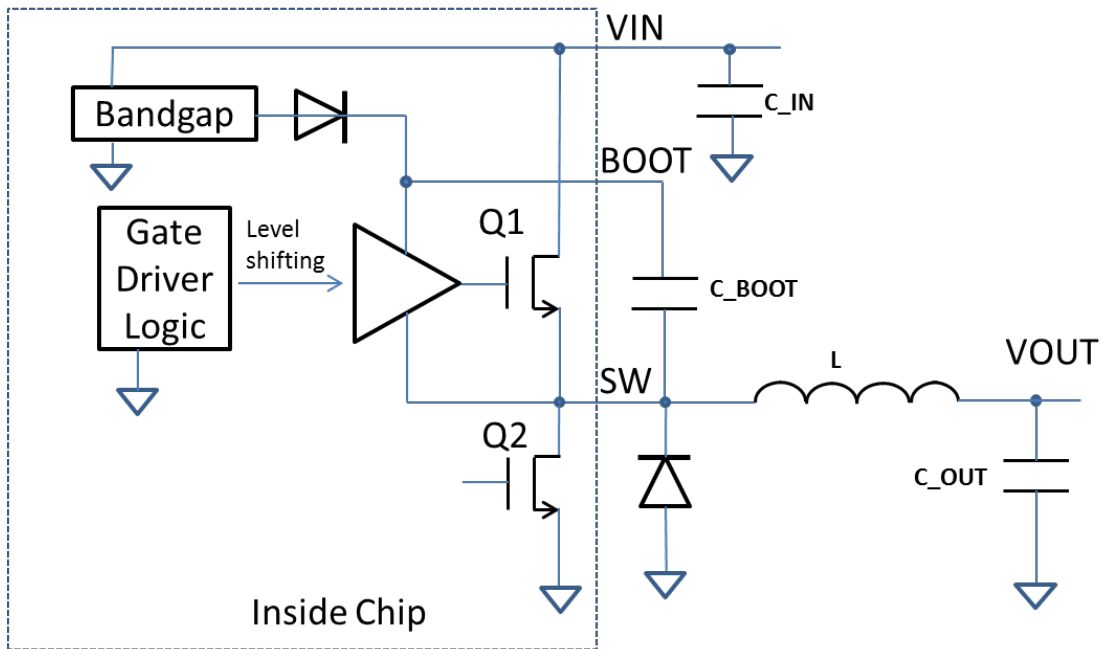 VIN
Bandgap
C_IN
BOOT
Gate
Driver
Logic
Level
shifting
Q1
C_BOOT
SW
L
VOUT
Q2
C_OUT
Inside Chip